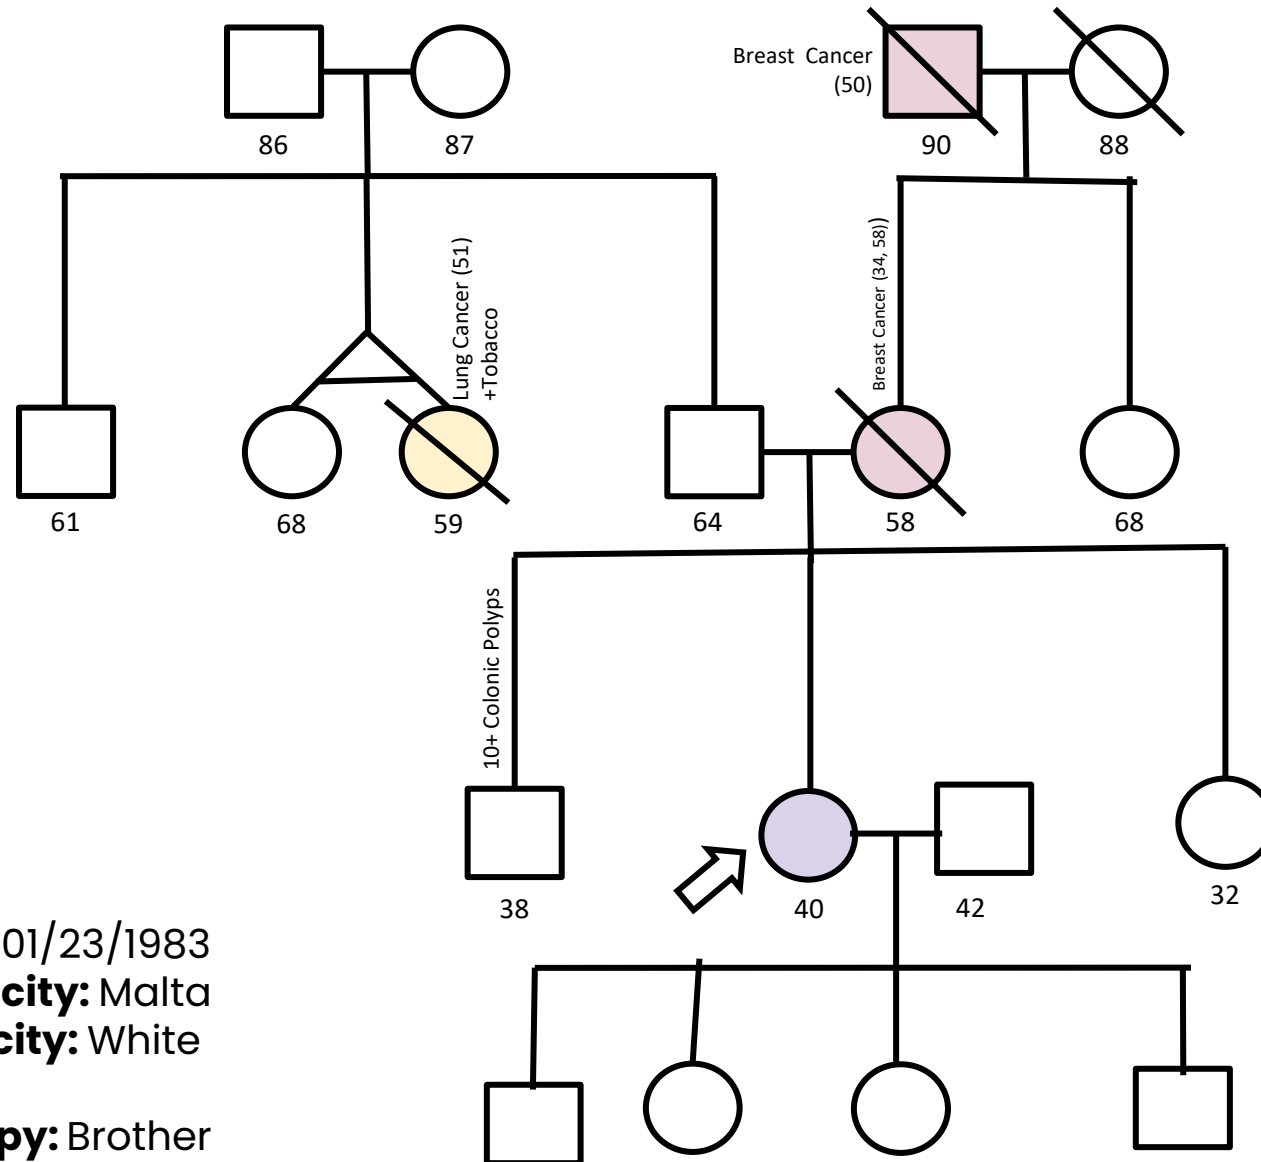 Breast Cancer
(50)
86
87
90
88
Lung Cancer (51)
+Tobacco
Breast Cancer (34, 58))
61
68
59
64
58
68
10+ Colonic Polyps
38
40
42
32
01/23/1983
city: Malta
city: White
py: Brother